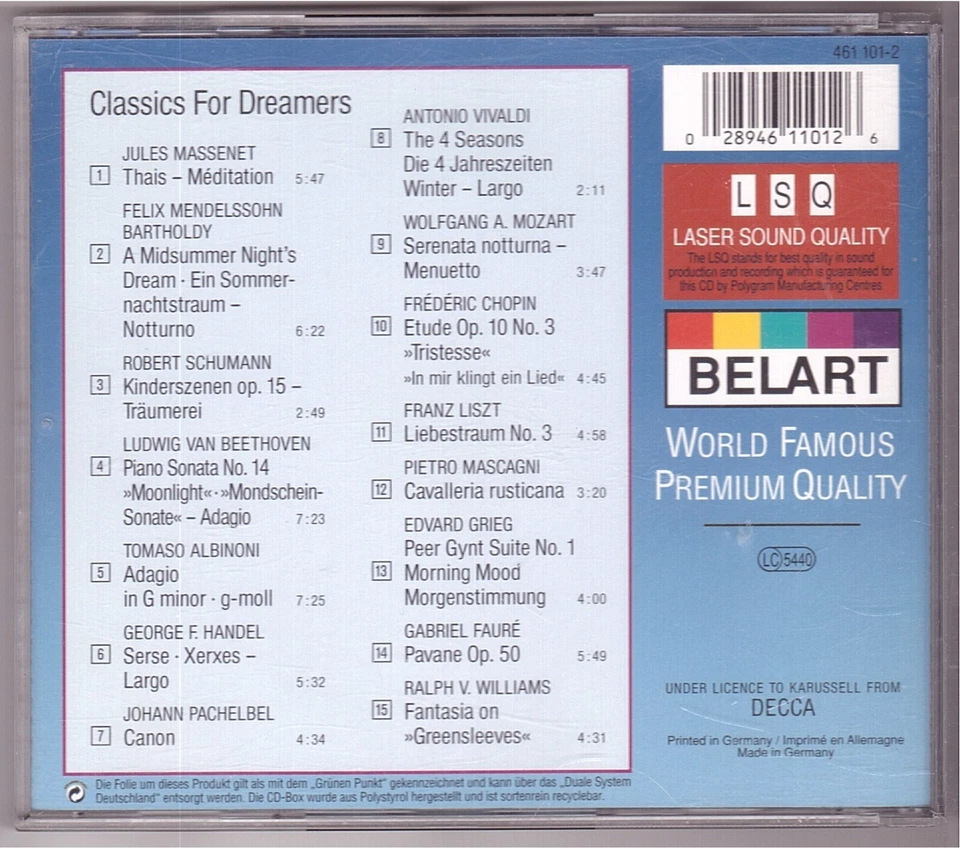 461 101-2
Classics For Dreamers
JULES MASSENET
1 Thais – Méditation 5:47
FELIX MENDELSSOHN
BARTHOLDY
2 A Midsummer Night's
Dream · Ein Sommer-
nachtstraum –
Notturno 6:22
ROBERT SCHUMANN
3 Kinderszenen op. 15 –
Träumerei 2:49
LUDWIG VAN BEETHOVEN
4 Piano Sonata No. 14
»Moonlight«·»Mondschein-
Sonate« – Adagio 7:23
TOMASO ALBINONI
5 Adagio
in G minor · g-moll 7:25
GEORGE F. HANDEL
6 Serse · Xerxes –
Largo 5:32
JOHANN PACHELBEL
7 Canon 4:34
ANTONIO VIVALDI
8 The 4 Seasons
Die 4 Jahreszeiten
Winter – Largo 2:11
WOLFGANG A. MOZART
9 Serenata notturna –
Menuetto 3:47
FRÉDÉRIC CHOPIN
10 Etude Op. 10 No. 3
»Tristesse«
»In mir klingt ein Lied« 4:45
FRANZ LISZT
11 Liebestraum No. 3 4:58
PIETRO MASCAGNI
12 Cavalleria rusticana 3:20
EDVARD GRIEG
Peer Gynt Suite No. 1
13 Morning Mood
Morgenstimmung 4:00
GABRIEL FAURÉ
14 Pavane Op. 50 5:49
RALPH V. WILLIAMS
15 Fantasia on
»Greensleeves« 4:31
0 28946 11012 6
LSQ
LASER SOUND QUALITY
The LSQ stands for best quality in sound
production and recording which is guaranteed for
this CD by Polygram Manufacturing Centres
BELART
WORLD FAMOUS
PREMIUM QUALITY
LC 5440
UNDER LICENCE TO KARUSSELL FROM
DECCA
Printed in Germany / Imprimé en Allemagne
Made in Germany
Die Folie um dieses Produkt gilt als mit dem „Grünen Punkt" gekennzeichnet und kann über das „Duale System
Deutschland" entsorgt werden. Die CD-Box wurde aus Polystyrol hergestellt und ist sortenrein recyclebar.